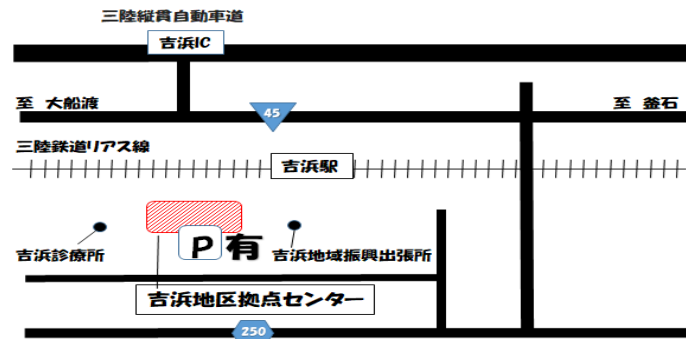 三陸縦貫自動車道
吉浜IC
至 大船渡
45
至 釜石
三陸鉄道リアス線
吉浜駅
P有
吉浜診療所
吉浜地域振興出張所
吉浜地区拠点センター
250